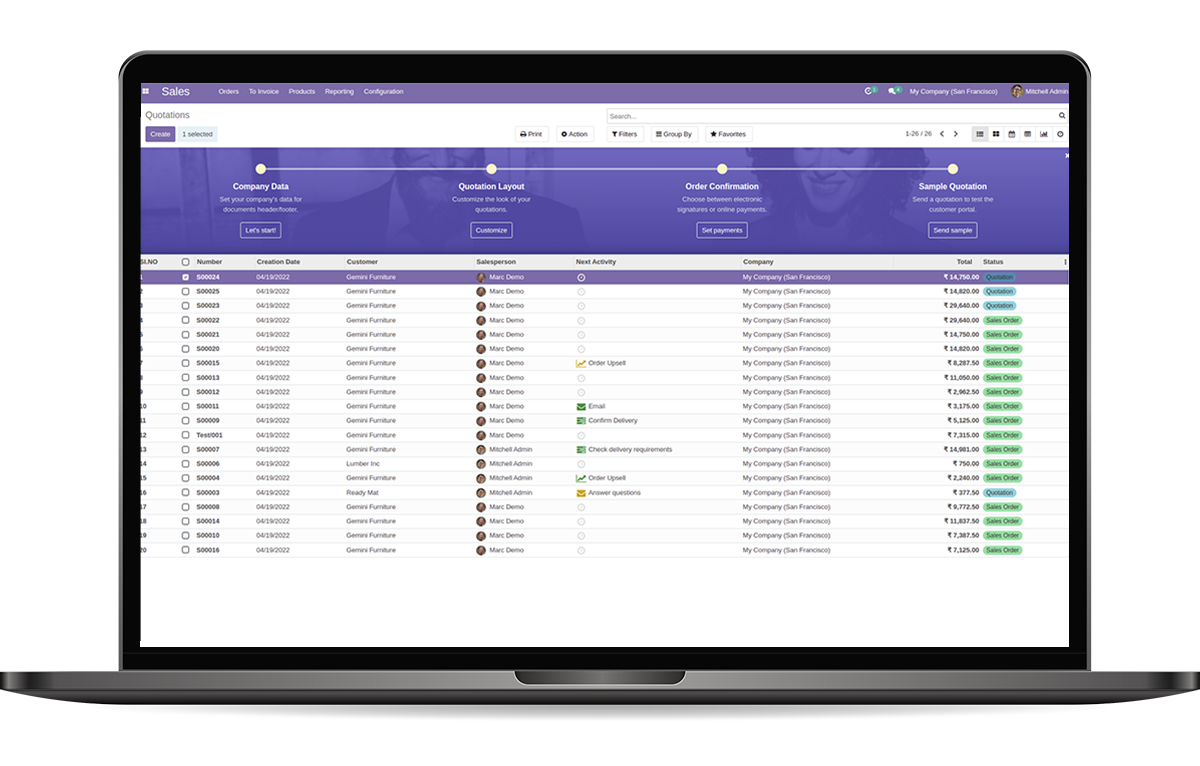 Sales Orders To Invoice Products Reporting Configuration My Company (San Francisco) Mitchell Admin
Quotations Search...
Create 1 selected Print Action Filters Group By Favorites 1-26 / 26
Company Data Quotation Layout Order Confirmation Sample Quotation
Set your company's data for Customize the look of your Choose between electronic Send a quotation to test the
documents header/footer. quotations. signatures or online payments. customer portal.
Let's start! Customize Set payments Send sample
SI.NO Number Creation Date Customer Salesperson Next Activity Company Total Status
1 S00024 04/19/2022 Gemini Furniture Marc Demo My Company (San Francisco) ₹ 14,750.00 Quotation
2 S00025 04/19/2022 Gemini Furniture Marc Demo My Company (San Francisco) ₹ 14,820.00 Quotation
3 S00023 04/19/2022 Gemini Furniture Marc Demo My Company (San Francisco) ₹ 29,640.00 Quotation
4 S00022 04/19/2022 Gemini Furniture Marc Demo My Company (San Francisco) ₹ 29,640.00 Sales Order
5 S00021 04/19/2022 Gemini Furniture Marc Demo My Company (San Francisco) ₹ 14,750.00 Sales Order
6 S00020 04/19/2022 Gemini Furniture Marc Demo My Company (San Francisco) ₹ 14,820.00 Sales Order
7 S00015 04/19/2022 Gemini Furniture Marc Demo Order Upsell My Company (San Francisco) ₹ 8,287.50 Sales Order
8 S00013 04/19/2022 Gemini Furniture Marc Demo My Company (San Francisco) ₹ 11,050.00 Sales Order
9 S00012 04/19/2022 Gemini Furniture Marc Demo My Company (San Francisco) ₹ 2,962.50 Sales Order
10 S00011 04/19/2022 Gemini Furniture Marc Demo Email My Company (San Francisco) ₹ 3,175.00 Sales Order
11 S00009 04/19/2022 Gemini Furniture Marc Demo Confirm Delivery My Company (San Francisco) ₹ 5,125.00 Sales Order
12 Test/001 04/19/2022 Gemini Furniture Marc Demo My Company (San Francisco) ₹ 7,315.00 Sales Order
13 S00007 04/19/2022 Gemini Furniture Mitchell Admin Check delivery requirements My Company (San Francisco) ₹ 14,981.00 Sales Order
14 S00006 04/19/2022 Lumber Inc Mitchell Admin My Company (San Francisco) ₹ 750.00 Sales Order
15 S00004 04/19/2022 Gemini Furniture Mitchell Admin Order Upsell My Company (San Francisco) ₹ 2,240.00 Sales Order
16 S00003 04/19/2022 Ready Mat Mitchell Admin Answer questions My Company (San Francisco) ₹ 377.50 Quotation
17 S00008 04/19/2022 Gemini Furniture Marc Demo My Company (San Francisco) ₹ 9,772.50 Sales Order
18 S00014 04/19/2022 Gemini Furniture Marc Demo My Company (San Francisco) ₹ 11,837.50 Sales Order
19 S00010 04/19/2022 Gemini Furniture Marc Demo My Company (San Francisco) ₹ 7,387.50 Sales Order
20 S00016 04/19/2022 Gemini Furniture Marc Demo My Company (San Francisco) ₹ 7,125.00 Sales Order